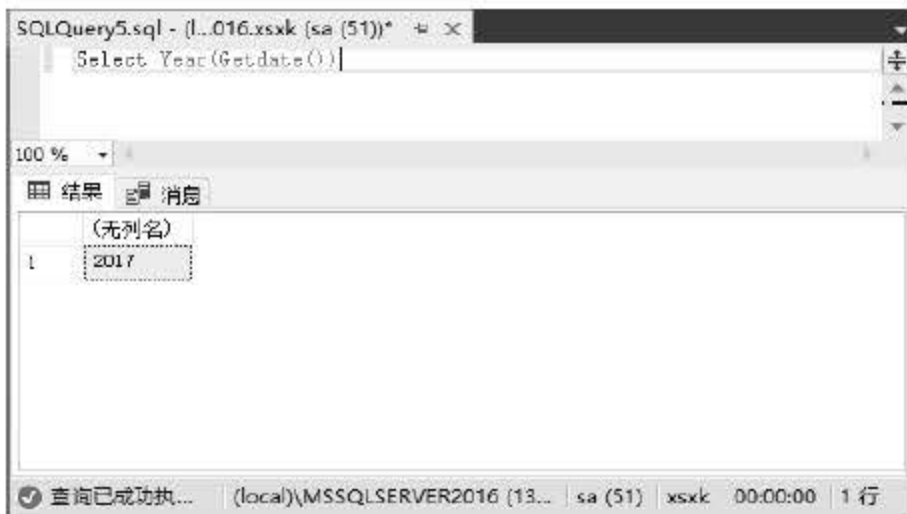 SQLQuery5.sql - (l...016.xsxk (sa (51))*
Select Year(Getdate())
100 %
结果 消息
(无列名)
1 2017
查询已成功执... (local)\MSSQLSERVER2016 (13... sa (51) xsxk 00:00:00 1 行